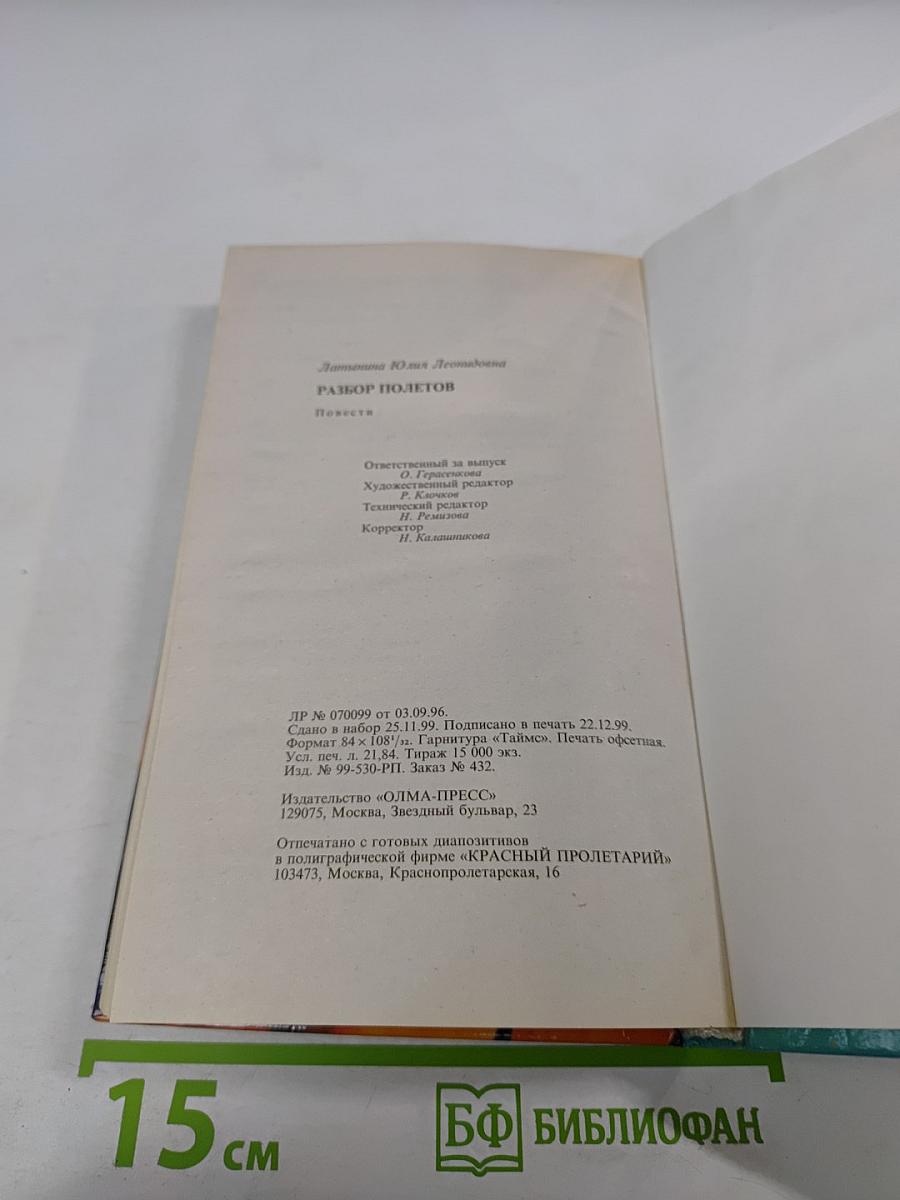 Латынина Юлия Леонидовна
РАЗБОР ПОЛЕТОВ
Повести
Ответственный за выпуск
О. Герасенкова
Художественный редактор
Р. Клочков
Технический редактор
Н. Ремизова
Корректор
Н. Калашникова
ЛР № 070099 от 03.09.96.
Сдано в набор 25.11.99. Подписано в печать 22.12.99.
Формат 84 × 108¹/₃₂. Гарнитура «Таймс». Печать офсетная.
Усл. печ. л. 21,84. Тираж 15 000 экз.
Изд. № 99-530-РП. Заказ № 432.
Издательство «ОЛМА-ПРЕСС»
129075, Москва, Звездный бульвар, 23
Отпечатано с готовых диапозитивов
в полиграфической фирме «КРАСНЫЙ ПРОЛЕТАРИЙ»
103473, Москва, Краснопролетарская, 16
15 см
БФ БИБЛИОФАН